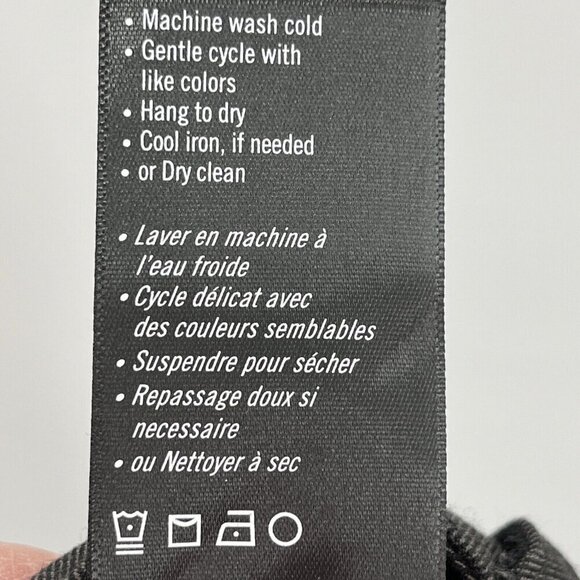 • Machine wash cold
• Gentle cycle with
like colors
• Hang to dry
• Cool iron, if needed
• or Dry clean
• Laver en machine à
l'eau froide
• Cycle délicat avec
des couleurs semblables
• Suspendre pour sécher
• Repassage doux si
necessaire
• ou Nettoyer à sec